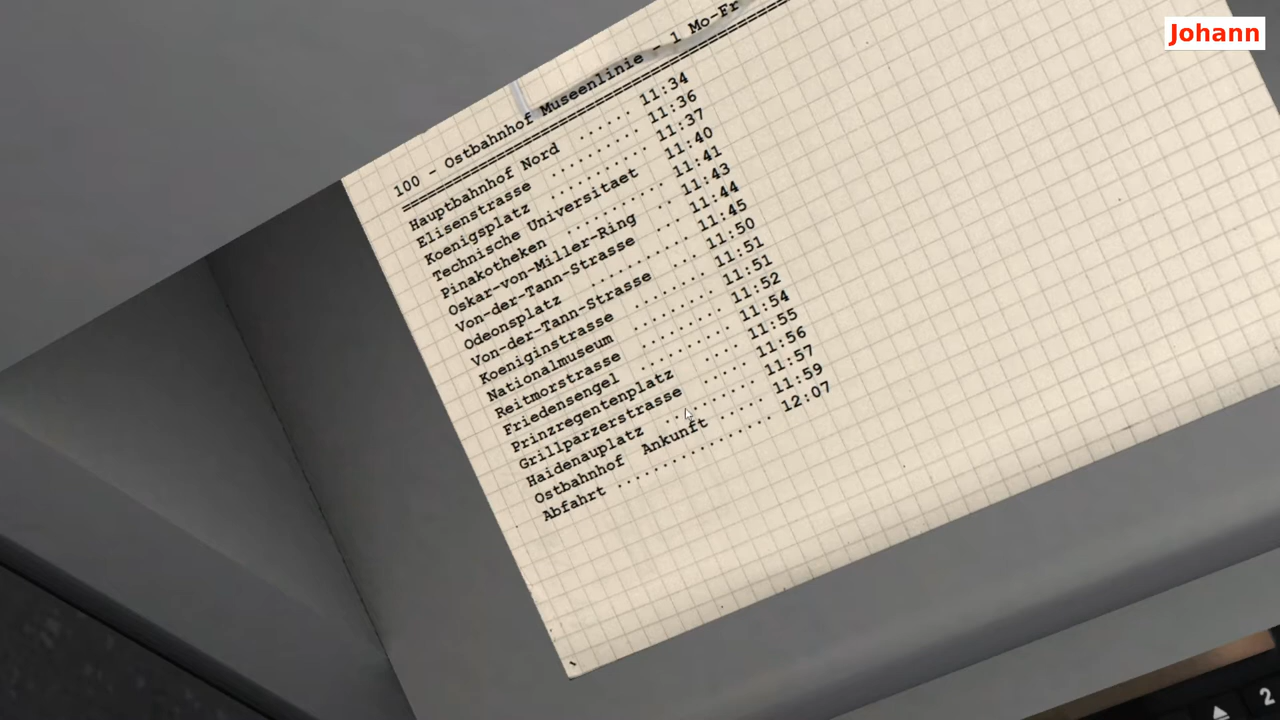 Johann
100 - Ostbahnhof Museenlinie - 1 Mo-Fr
Hauptbahnhof Nord ...... 11:34
Elisenstrasse ......... 11:36
Koenigsplatz .......... 11:37
Technische Universitaet 11:40
Pinakotheken .......... 11:41
Oskar-von-Miller-Ring .. 11:43
Von-der-Tann-Strasse ... 11:44
Odeonsplatz ........... 11:45
Von-der-Tann-Strasse ... 11:50
Koeniginstrasse ........ 11:51
Nationalmuseum ........ 11:51
Reitmorstrasse ........ 11:52
Friedensengel ......... 11:54
Prinzregentenplatz .... 11:55
Grillparzerstrasse .... 11:56
Haidenauplatz ......... 11:57
Ostbahnhof Ankunft .... 11:59
Abfahrt ............... 12:07
2